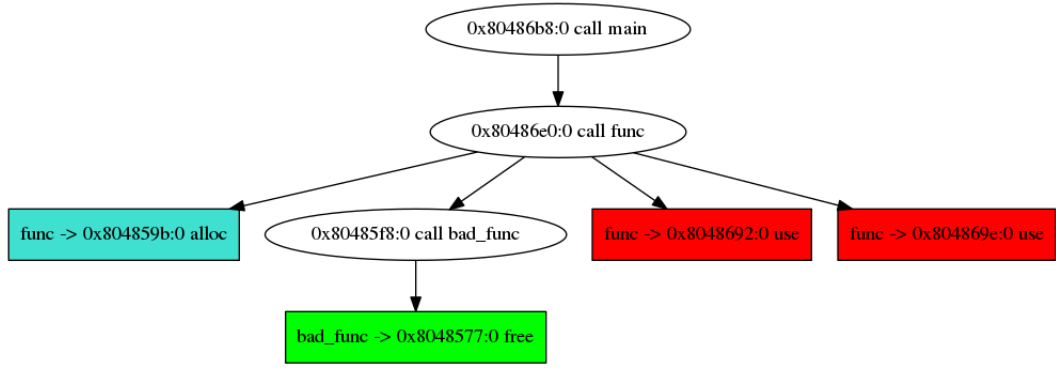 0x80486b8:0 call main
0x80486e0:0 call func
func -> 0x804859b:0 alloc
0x80485f8:0 call bad_func
func -> 0x8048692:0 use
func -> 0x804869e:0 use
bad_func -> 0x8048577:0 free